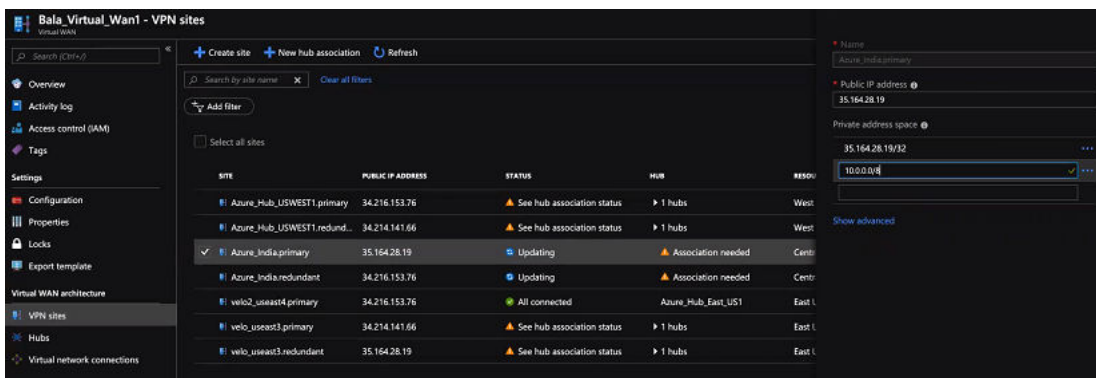 Bala_Virtual_Wan1 - VPN sites
Virtual WAN
Search (Ctrl+/)
«
Overview
Activity log
Access control (IAM)
Tags
Settings
Configuration
Properties
Locks
Export template
Virtual WAN architecture
VPN sites
Hubs
Virtual network connections
Create site New hub association Refresh
Search by site name X Clear all filters
Add filter
Select all sites
SITE PUBLIC IP ADDRESS STATUS HUB RESOU
Azure_Hub_USWEST1.primary 34.216.153.76 See hub association status 1 hubs West
Azure_Hub_USWEST1.redund... 34.214.141.66 See hub association status 1 hubs West
Azure_India.primary 35.164.28.19 Updating Association needed Centr
Azure_India.redundant 34.216.153.76 Updating Association needed Centr
velo2_useast4.primary 34.216.153.76 All connected Azure_Hub_East_US1 East U
velo_useast3.primary 34.214.141.66 See hub association status 1 hubs East U
velo_useast3.redundant 35.164.28.19 See hub association status 1 hubs East U
* Name
Azure_India.primary
* Public IP address
35.164.28.19
Private address space
35.164.28.19/32 ...
10.0.0.0/8 ...
Show advanced